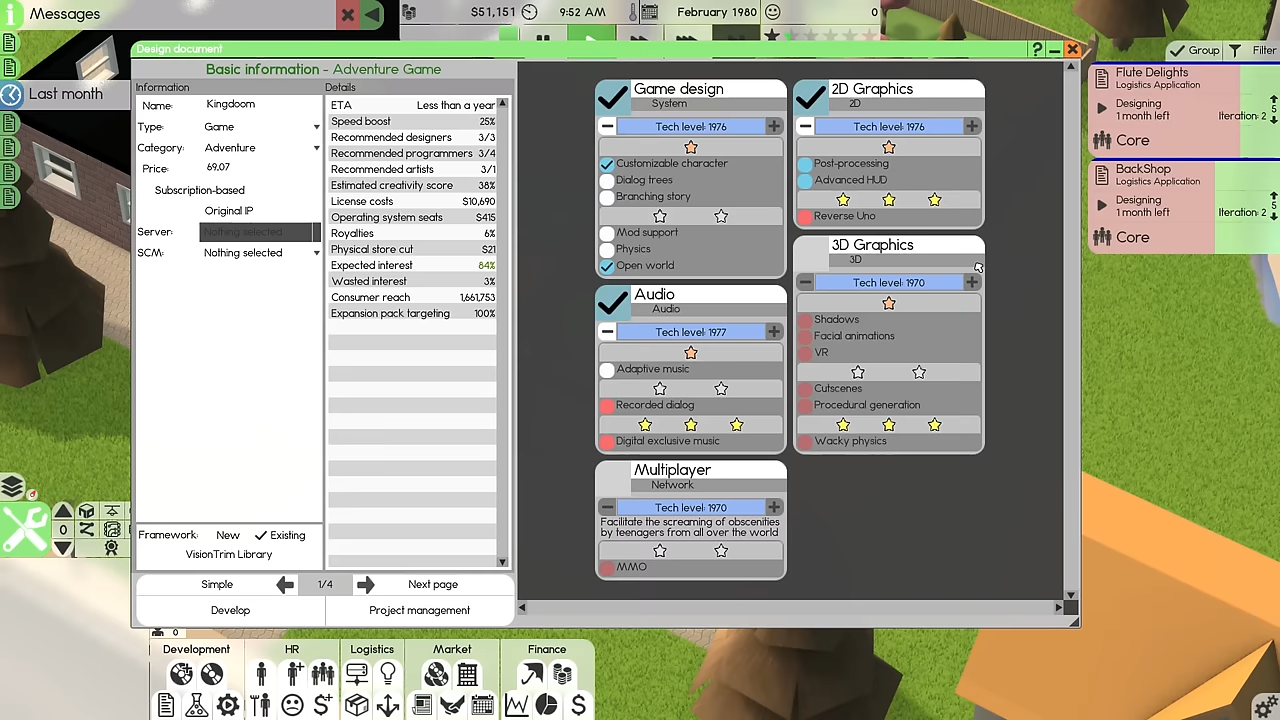 Messages
$51,151
9:52 AM
February 1980
0
Last month
Design document
?
Basic information - Adventure Game
Information
Name: Kingdoom
Type: Game
Category: Adventure
Price: 69.07
Subscription-based
Original IP
Server: Nothing selected
SCM: Nothing selected
Framework: New Existing
VisionTrim Library
Details
ETA Less than a year
Speed boost 25%
Recommended designers 3/3
Recommended programmers 3/4
Recommended artists 3/1
Estimated creativity score 38%
License costs $10,690
Operating system seats $415
Royalties 6%
Physical store cut $21
Expected interest 84%
Wasted interest 3%
Consumer reach 1,661,753
Expansion pack targeting 100%
Simple 1/4 Next page
Develop Project management
Game design
System
Tech level: 1976
Customizable character
Dialog trees
Branching story
Mod support
Physics
Open world
Audio
Audio
Tech level: 1977
Adaptive music
Recorded dialog
Digital exclusive music
Multiplayer
Network
Tech level: 1970
Facilitate the screaming of obscenities
by teenagers from all over the world
MMO
2D Graphics
2D
Tech level: 1976
Post-processing
Advanced HUD
Reverse Uno
3D Graphics
3D
Tech level: 1970
Shadows
Facial animations
VR
Cutscenes
Procedural generation
Wacky physics
Group Filter
Flute Delights
Logistics Application
Designing
1 month left
Iteration: 2
5
Core
BackShop
Logistics Application
Designing
1 month left
Iteration: 2
5
Core
0
0
Development HR Logistics Market Finance